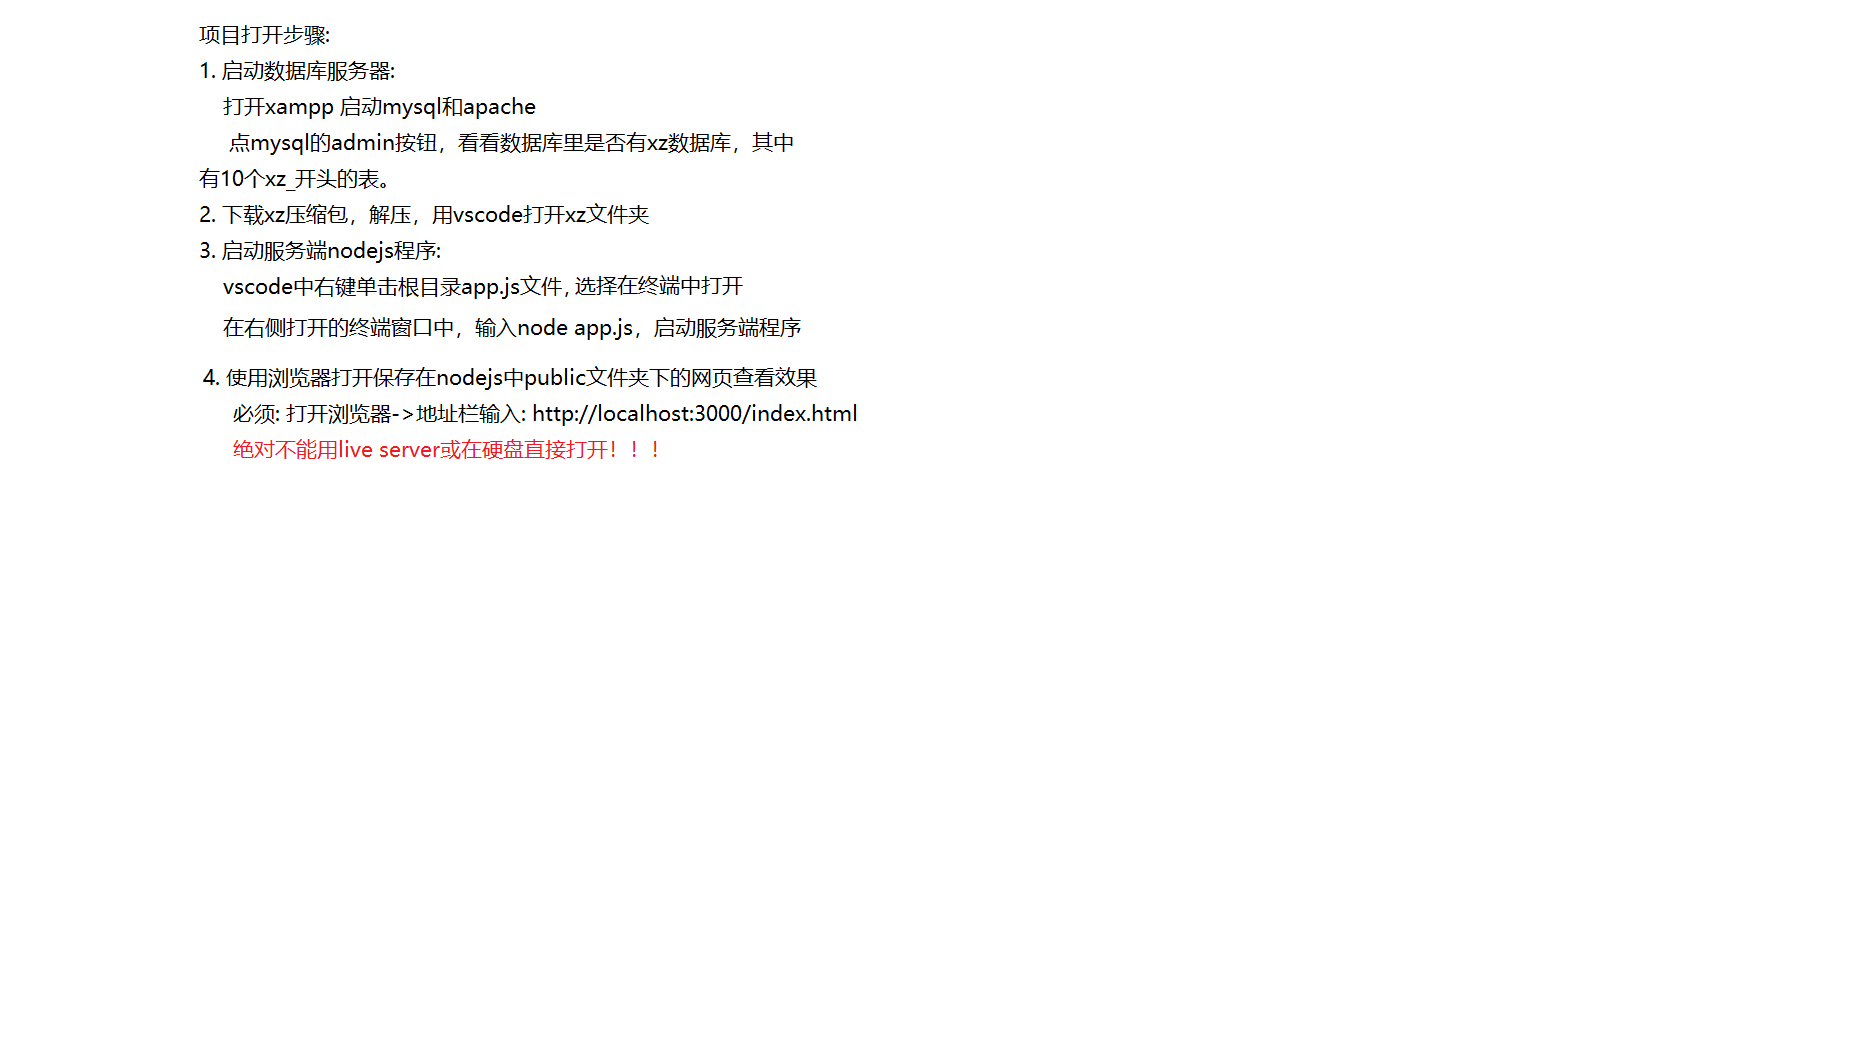 项目打开步骤:
1. 启动数据库服务器:
打开xampp 启动mysql和apache
点mysql的admin按钮，看看数据库里是否有xz数据库，其中
有10个xz_开头的表。
2. 下载xz压缩包，解压，用vscode打开xz文件夹
3. 启动服务端nodejs程序:
vscode中右键单击根目录app.js文件, 选择在终端中打开
在右侧打开的终端窗口中，输入node app.js，启动服务端程序
4. 使用浏览器打开保存在nodejs中public文件夹下的网页查看效果
必须: 打开浏览器->地址栏输入: http://localhost:3000/index.html
绝对不能用live server或在硬盘直接打开！！！